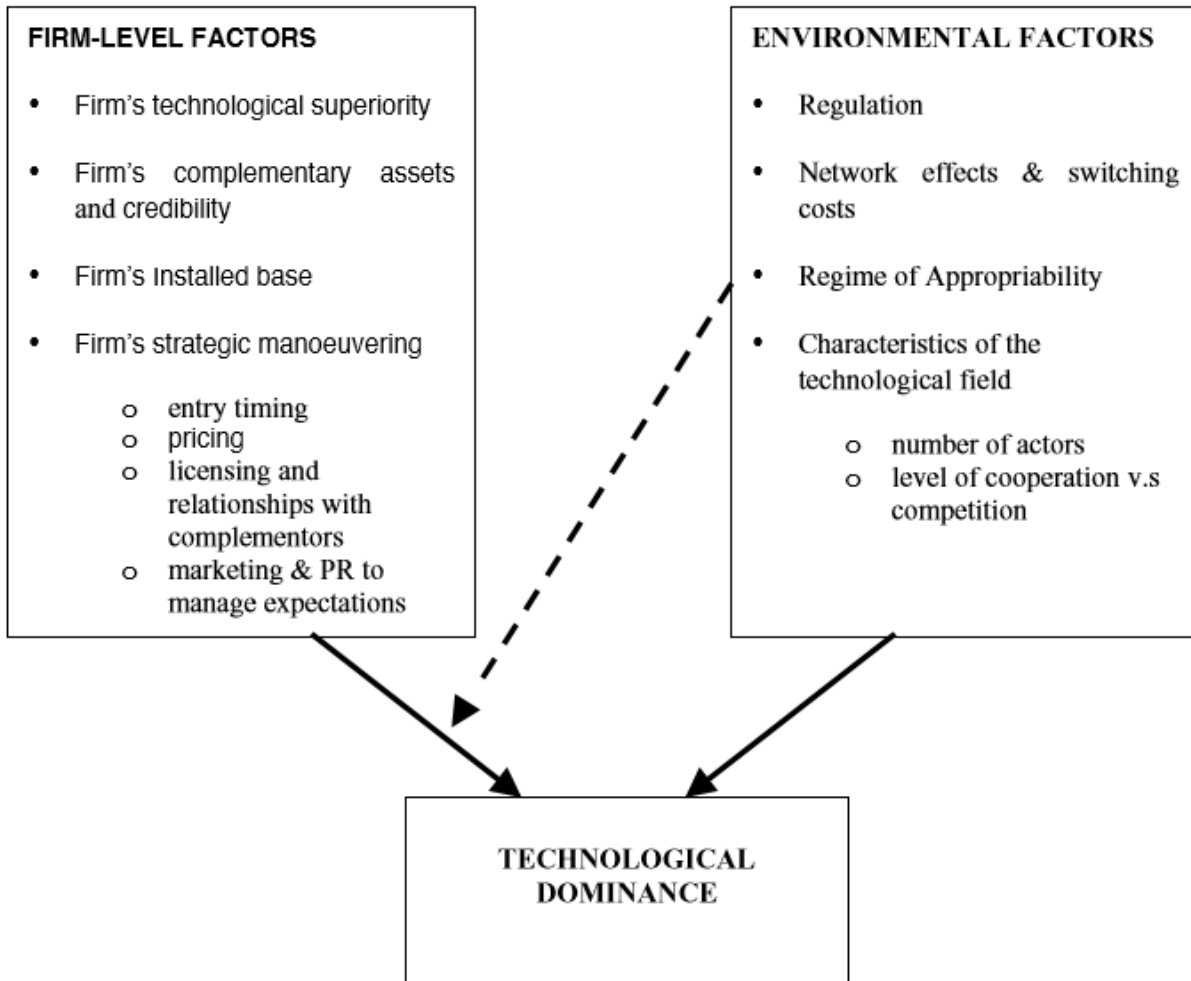 FIRM-LEVEL FACTORS
• Firm's technological superiority
• Firm's complementary assets
and credibility
• Firm's Installed base
• Firm's strategic manoeuvering
o entry timing
o pricing
o licensing and
relationships with
complementors
o marketing & PR to
manage expectations
ENVIRONMENTAL FACTORS
• Regulation
• Network effects & switching
costs
• Regime of Appropriability
• Characteristics of the
technological field
o number of actors
o level of cooperation v.s
competition
TECHNOLOGICAL
DOMINANCE